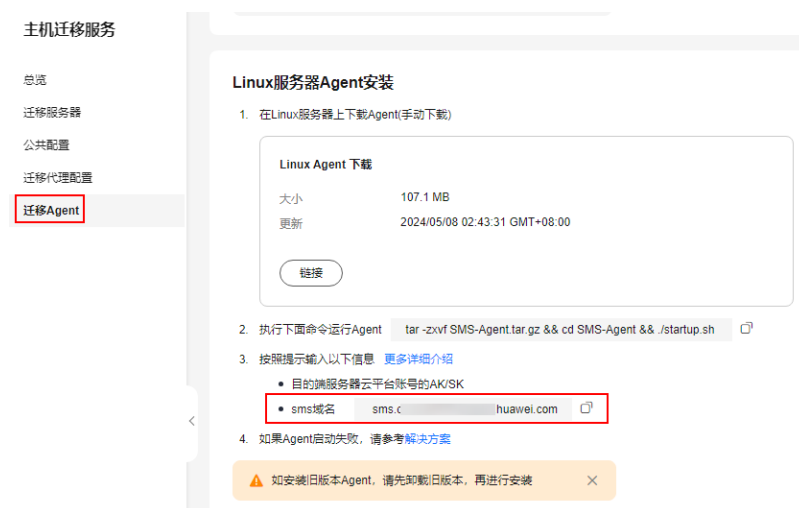 主机迁移服务
总览
迁移服务器
公共配置
迁移代理配置
迁移Agent
Linux服务器Agent安装
1. 在Linux服务器上下载Agent(手动下载)
Linux Agent 下载
大小 107.1 MB
更新 2024/05/08 02:43:31 GMT+08:00
链接
2. 执行下面命令运行Agent tar -zxvf SMS-Agent.tar.gz && cd SMS-Agent && ./startup.sh
3. 按照提示输入以下信息 更多详细介绍
• 目的端服务器云平台账号的AK/SK
• sms域名 sms.c huawei.com
4. 如果Agent启动失败，请参考解决方案
如安装旧版本Agent，请先卸载旧版本，再进行安装